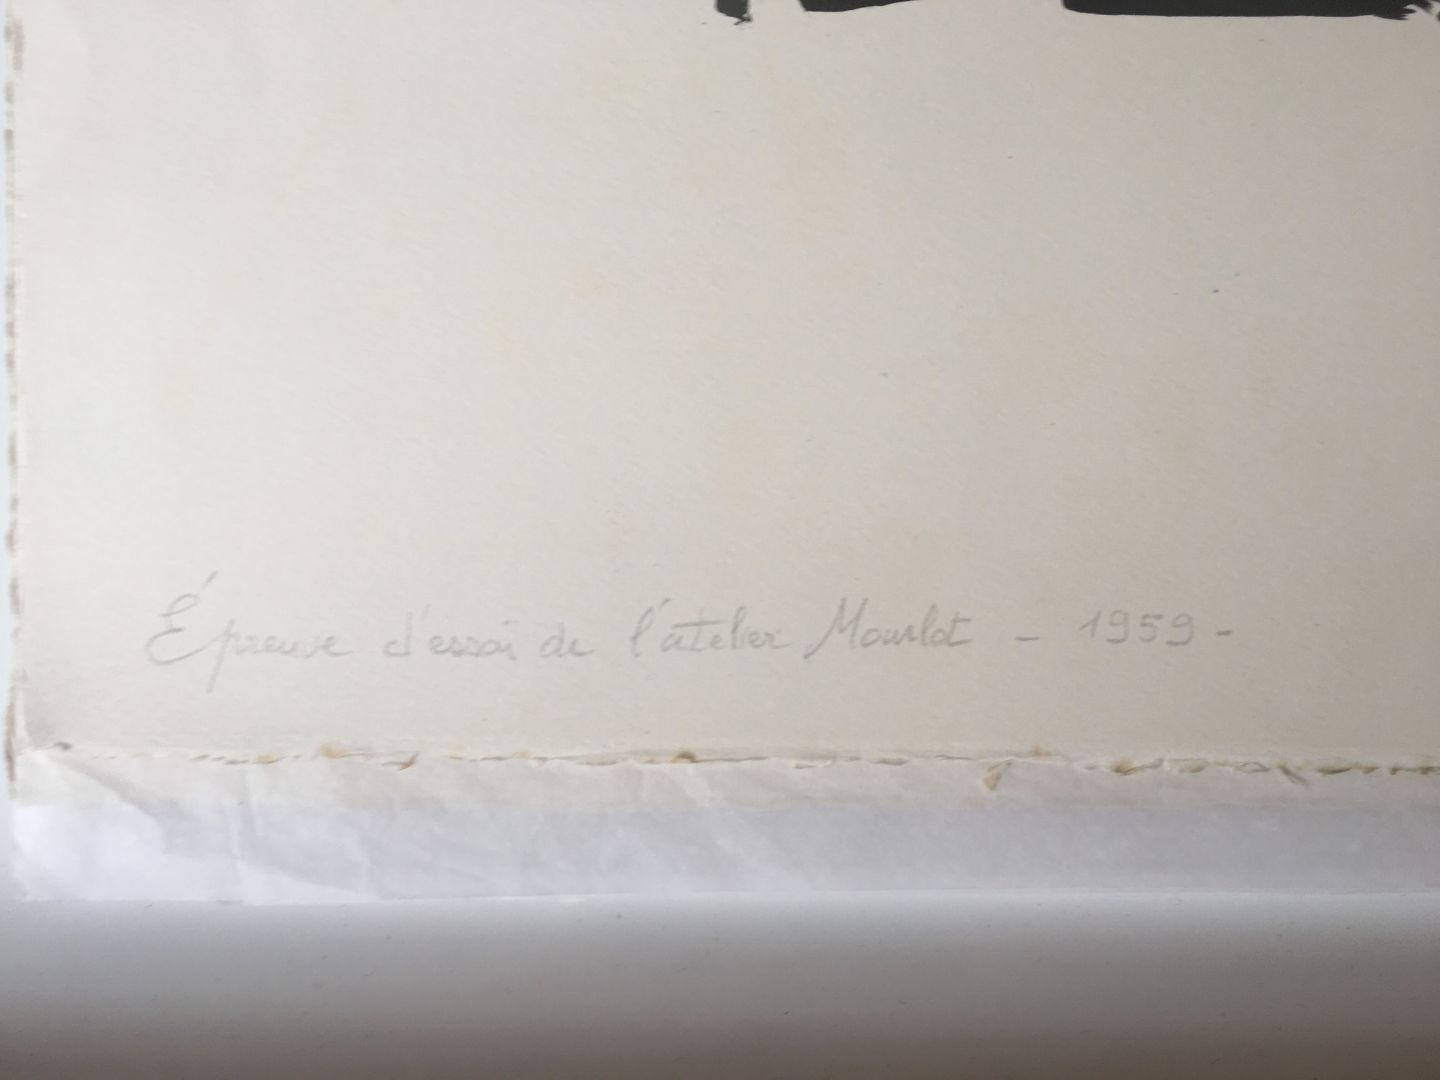 Épreuve d'essai de l'atelier Mourlot - 1959 -